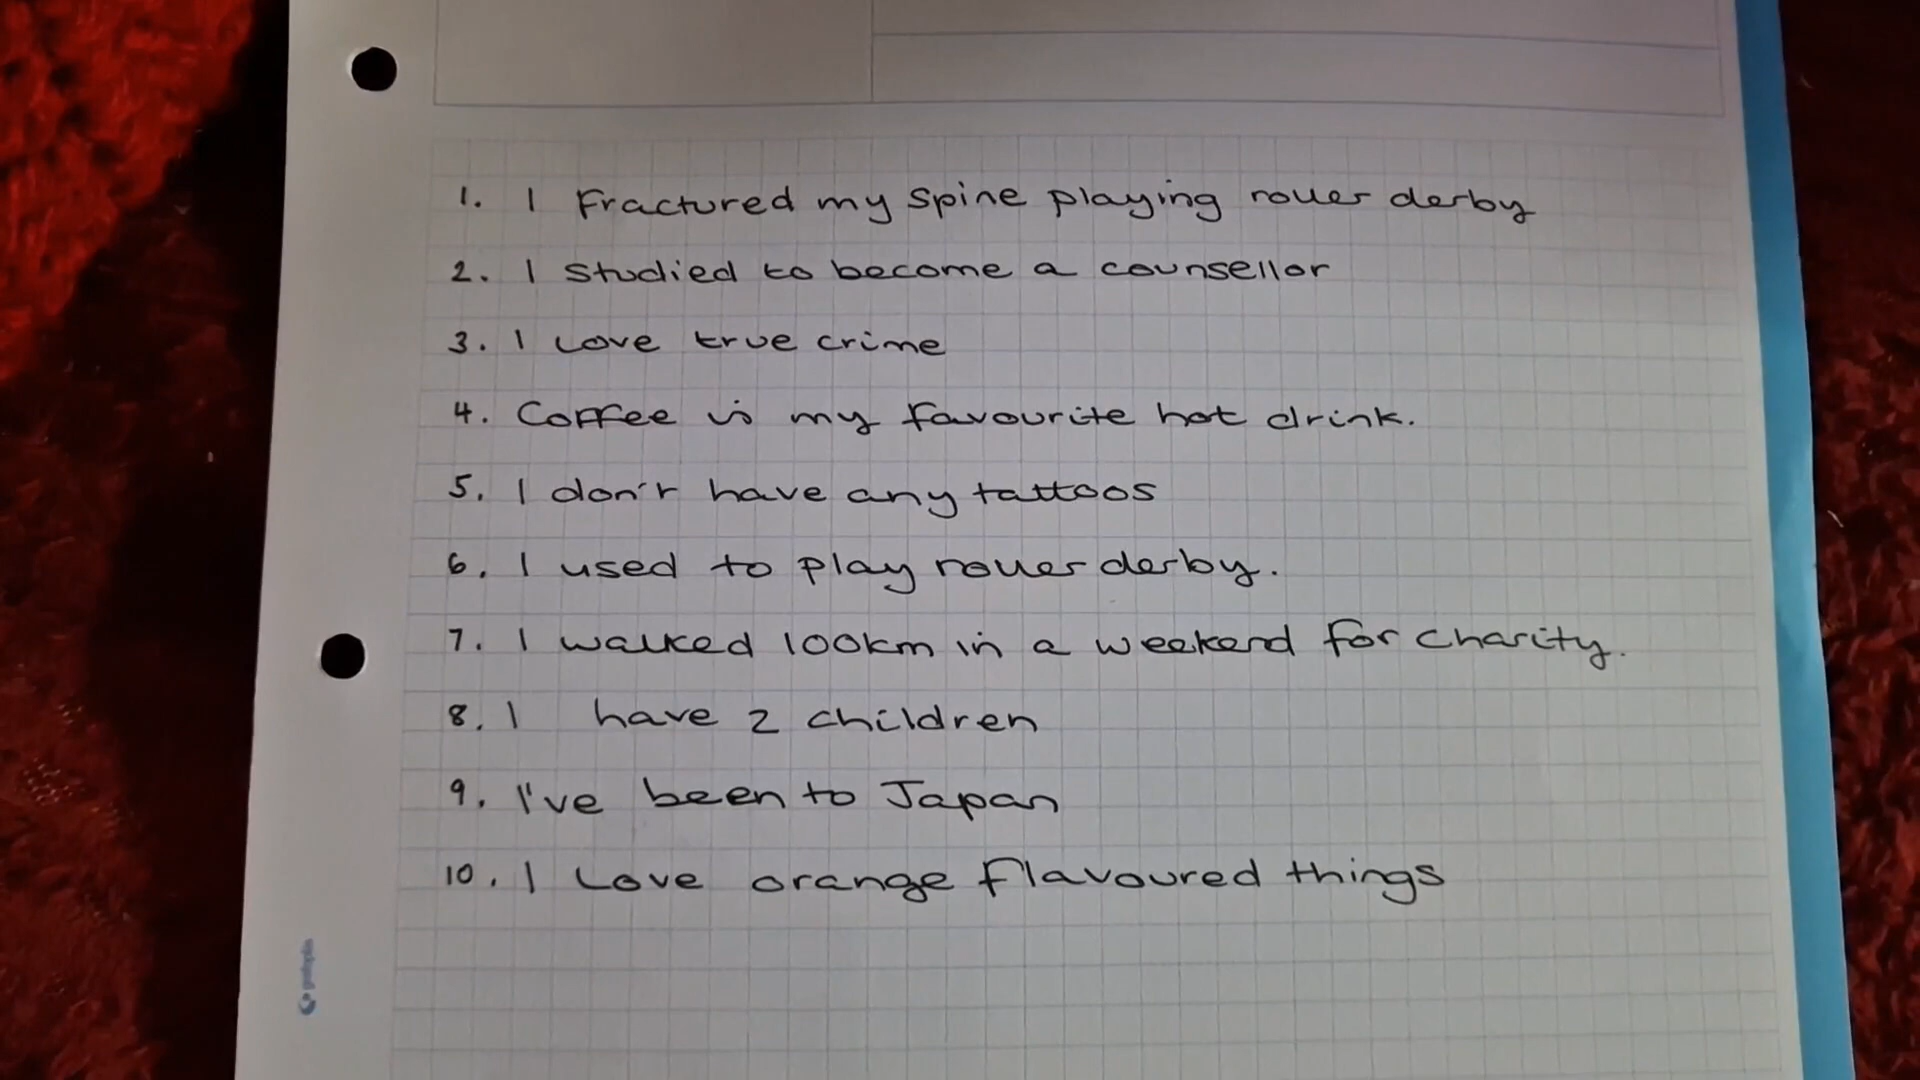 1. I Fractured my spine playing roller derby
2. I studied to become a counsellor
3. I love true crime
4. Coffee is my favourite hot drink.
5. I don't have any tattoos
6. I used to play roller derby.
7. I walked 100km in a weekend for charity.
8. I have 2 children
9. I've been to Japan
10. I love orange flavoured things